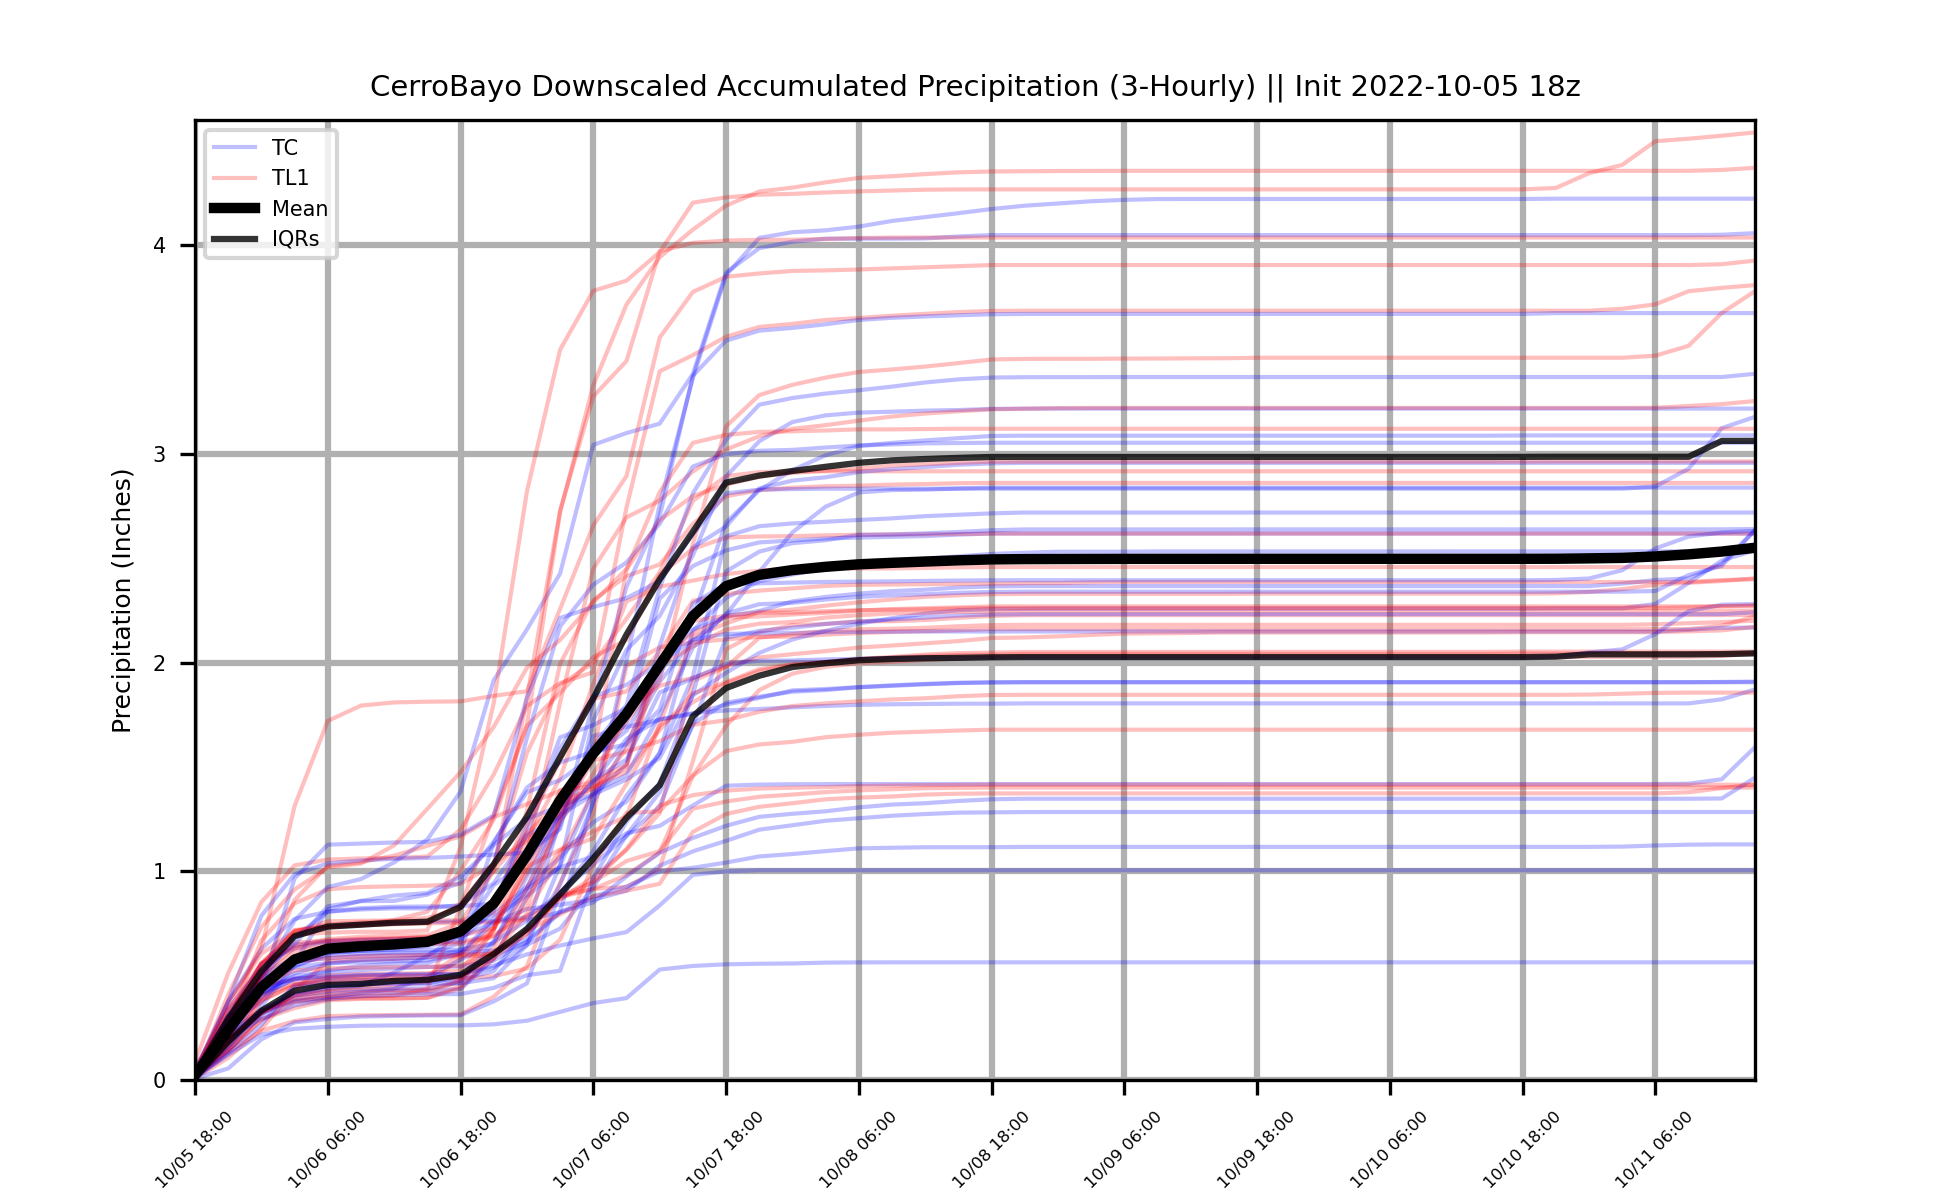 CerroBayo Downscaled Accumulated Precipitation (3-Hourly) || Init 2022-10-05 18z
TC
TL1
Mean
IQRs
Precipitation (Inches)
4
3
2
1
0
10/05 18:00
10/06 06:00
10/06 18:00
10/07 06:00
10/07 18:00
10/08 06:00
10/08 18:00
10/09 06:00
10/09 18:00
10/10 06:00
10/10 18:00
10/11 06:00